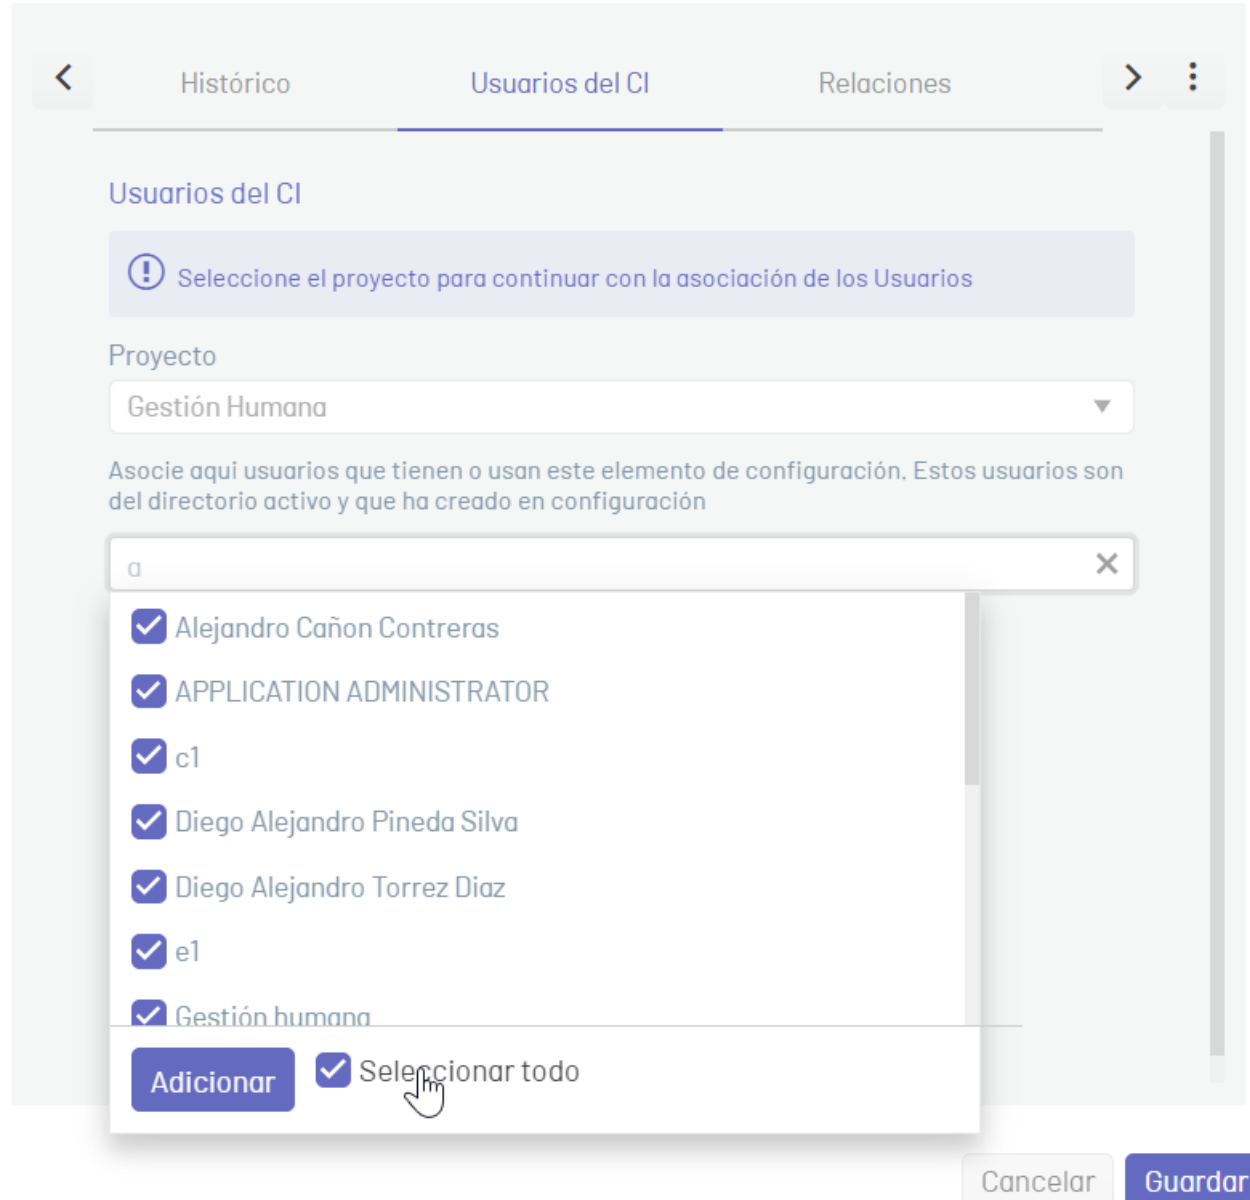 Histórico
Usuarios del CI
Relaciones
Usuarios del CI
Seleccione el proyecto para continuar con la asociación de los Usuarios
Proyecto
Gestión Humana
Asocie aqui usuarios que tienen o usan este elemento de configuración. Estos usuarios son
del directorio activo y que ha creado en configuración
a
Alejandro Cañon Contreras
APPLICATION ADMINISTRATOR
c1
Diego Alejandro Pineda Silva
Diego Alejandro Torrez Diaz
e1
Gestión humana
Adicionar
Seleccionar todo
Cancelar
Guardar